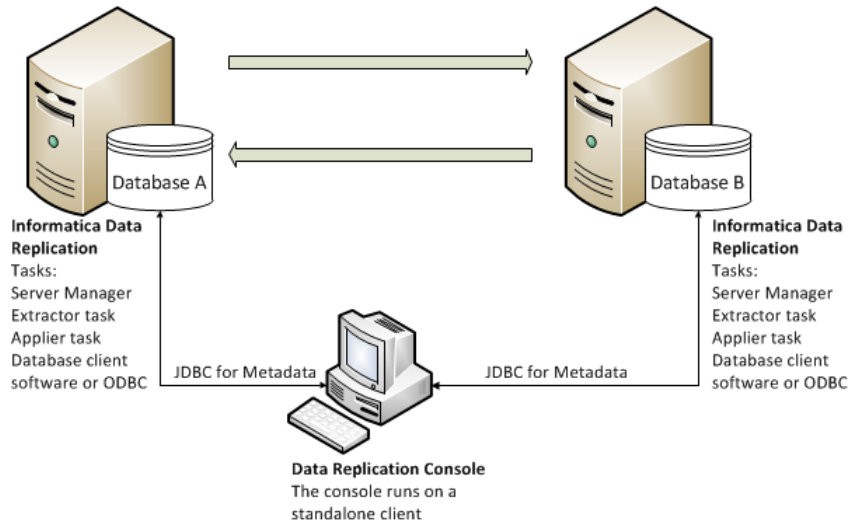 Database A
Database B
Informatica Data
Replication
Tasks:
Server Manager
Extractor task
Applier task
Database client
software or ODBC
Informatica Data
Replication
Tasks:
Server Manager
Extractor task
Applier task
Database client
software or ODBC
JDBC for Metadata
JDBC for Metadata
Data Replication Console
The console runs on a
standalone client